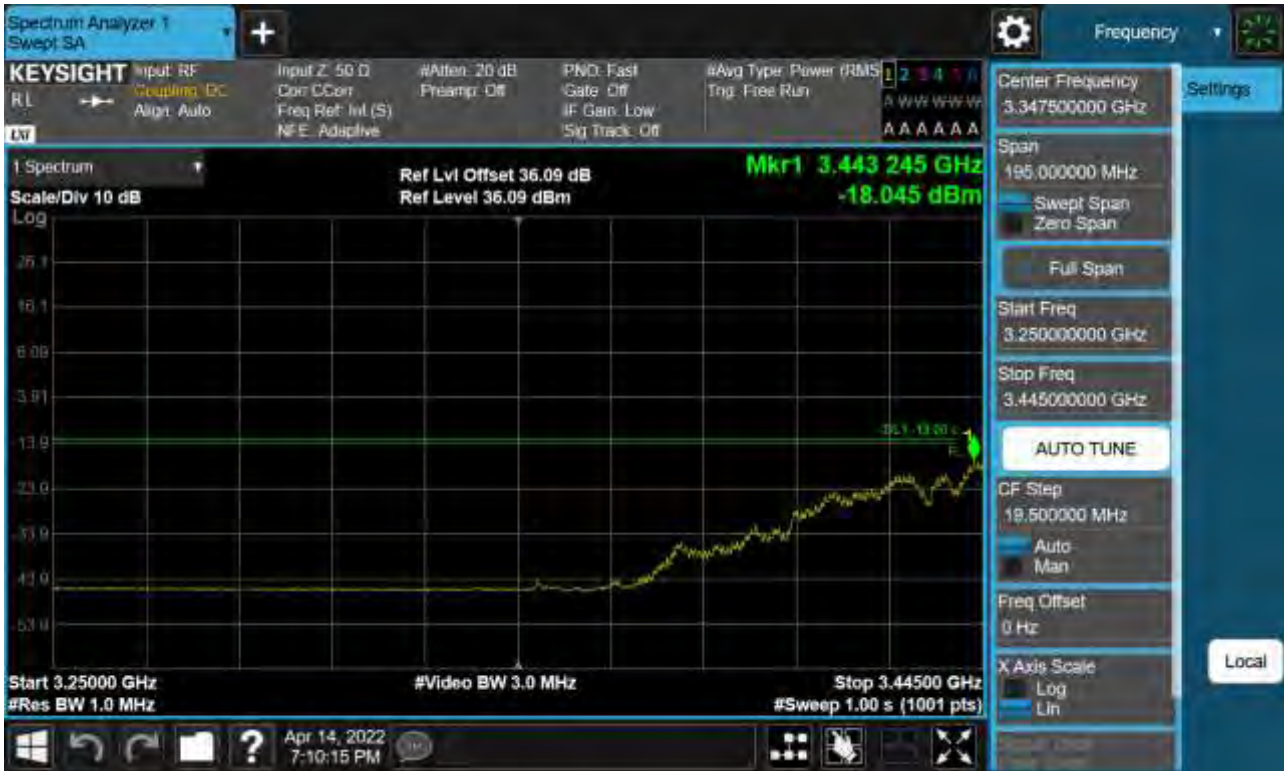 Spectrum Analyzer 1
Swept SA
Frequency
KEYSIGHT
RL
LXI
Input: RF
Coupling: DC
Align: Auto
Input Z: 50 Ω
Corr CCorr
Freq Ref: Int (S)
NFE: Adaptive
#Atten: 20 dB
Preamp: Off
PNO: Fast
Gate: Off
IF Gain: Low
Sig Track: Off
#Avg Type: Power (RMS
Trig: Free Run
1 2 3 4 5 6
A W W W W W
A A A A A A
1 Spectrum
Scale/Div 10 dB
Log
Ref Lvl Offset 36.09 dB
Ref Level 36.09 dBm
Mkr1 3.443 245 GHz
-18.045 dBm
26.1
16.1
6.09
-3.91
-13.9
-23.9
-33.9
-43.9
-53.9
DL1 -13.00
1
Start 3.25000 GHz
#Res BW 1.0 MHz
#Video BW 3.0 MHz
Stop 3.44500 GHz
#Sweep 1.00 s (1001 pts)
Center Frequency
3.347500000 GHz
Settings
Span
195.000000 MHz
Swept Span
Zero Span
Full Span
Start Freq
3.250000000 GHz
Stop Freq
3.445000000 GHz
AUTO TUNE
CF Step
19.500000 MHz
Auto
Man
Freq Offset
0 Hz
X Axis Scale
Log
Lin
Local
?
Apr 14, 2022
7:10:15 PM